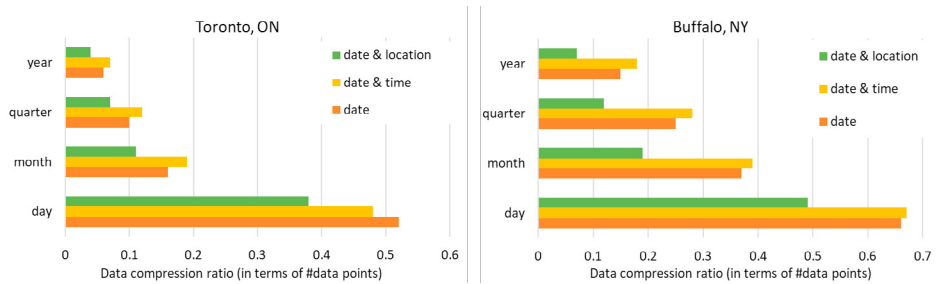 Toronto, ON
date & location
date & time
date
year
quarter
month
day
0 0.1 0.2 0.3 0.4 0.5 0.6
Data compression ratio (in terms of #data points)
Buffalo, NY
date & location
date & time
date
year
quarter
month
day
0 0.1 0.2 0.3 0.4 0.5 0.6 0.7
Data compression ratio (in terms of #data points)